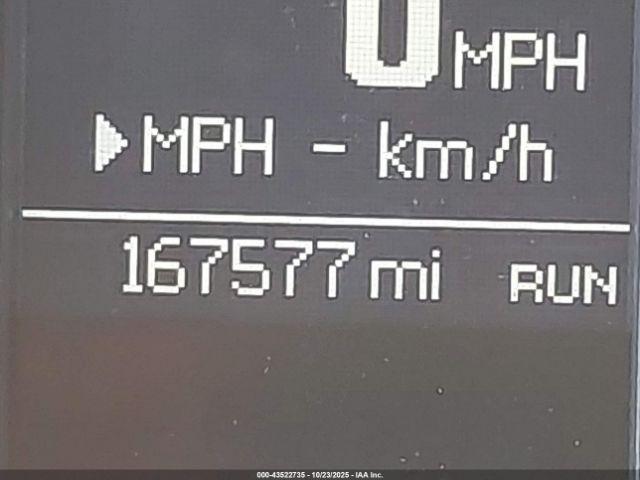 0 MPH
MPH - km/h
167577 mi RUN
000-43522735 - 10/23/2025 - IAA Inc.